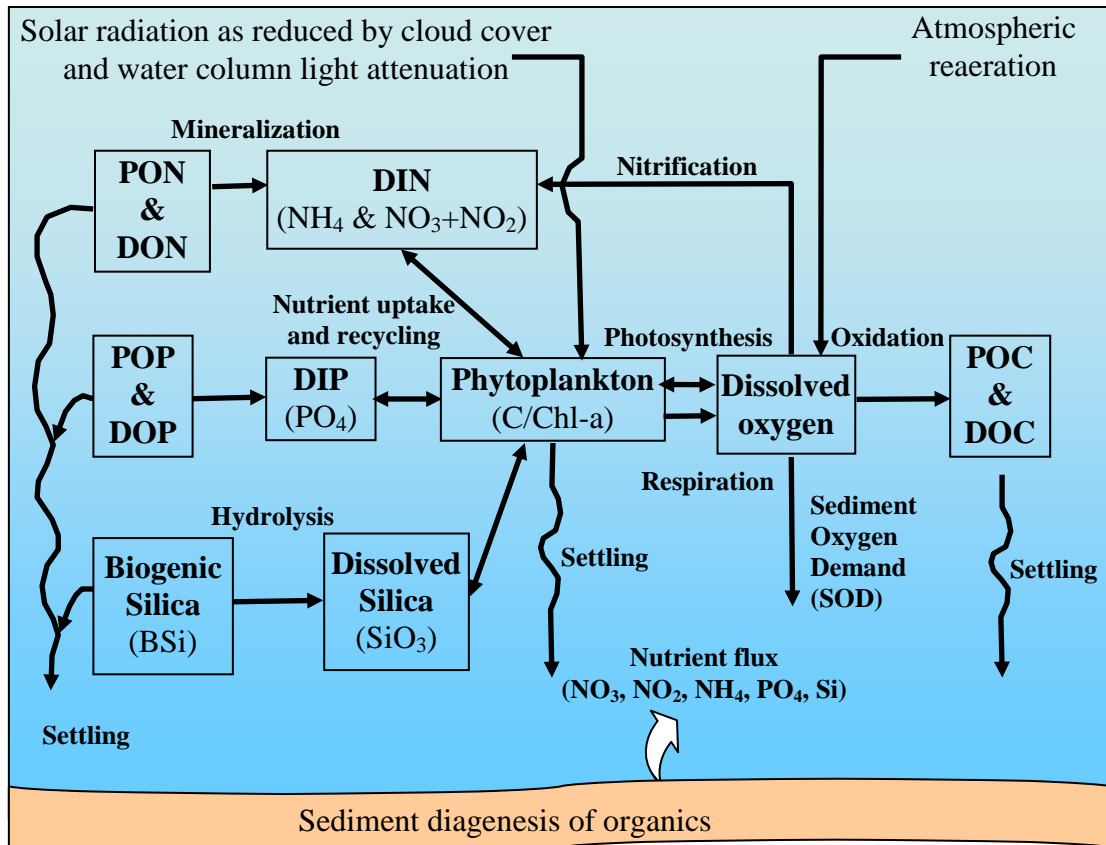 Solar radiation as reduced by cloud cover
and water column light attenuation
Atmospheric
reaeration
Mineralization
PON
&
DON
DIN
(NH₄ & NO₃+NO₂)
Nitrification
Nutrient uptake
and recycling
Photosynthesis
Oxidation
POP
&
DOP
DIP
(PO₄)
Phytoplankton
(C/Chl-a)
Dissolved
oxygen
POC
&
DOC
Respiration
Hydrolysis
Biogenic
Silica
(BSi)
Dissolved
Silica
(SiO₃)
Settling
Sediment
Oxygen
Demand
(SOD)
Settling
Nutrient flux
(NO₃, NO₂, NH₄, PO₄, Si)
Settling
Sediment diagenesis of organics